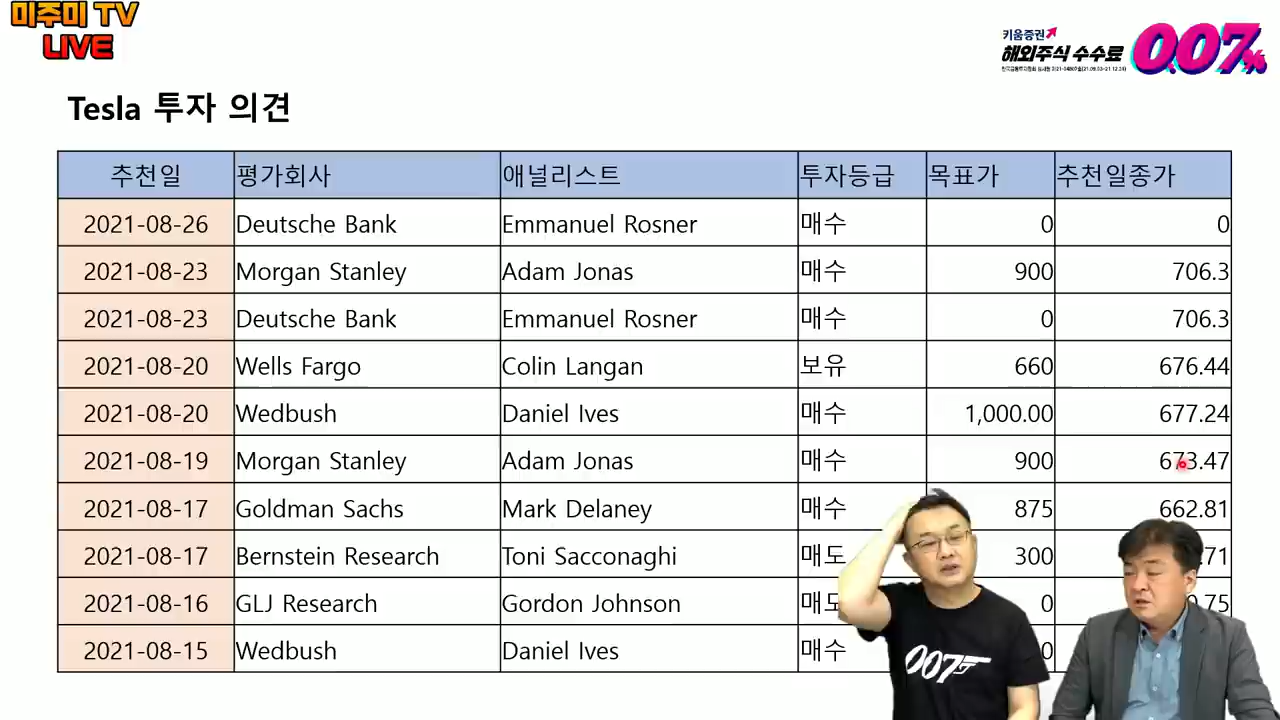 미주미 TV
LIVE
키움증권
해외주식 수수료
0.07%
Tesla 투자 의견
추천일 평가회사 애널리스트 투자등급 목표가 추천일종가
2021-08-26 Deutsche Bank Emmanuel Rosner 매수 0 0
2021-08-23 Morgan Stanley Adam Jonas 매수 900 706.3
2021-08-23 Deutsche Bank Emmanuel Rosner 매수 0 706.3
2021-08-20 Wells Fargo Colin Langan 보유 660 676.44
2021-08-20 Wedbush Daniel Ives 매수 1,000.00 677.24
2021-08-19 Morgan Stanley Adam Jonas 매수 900 673.47
2021-08-17 Goldman Sachs Mark Delaney 매수 875 662.81
2021-08-17 Bernstein Research Toni Sacconaghi 매도 300 .71
2021-08-16 GLJ Research Gordon Johnson 매도 0 .75
2021-08-15 Wedbush Daniel Ives 매수 0
007